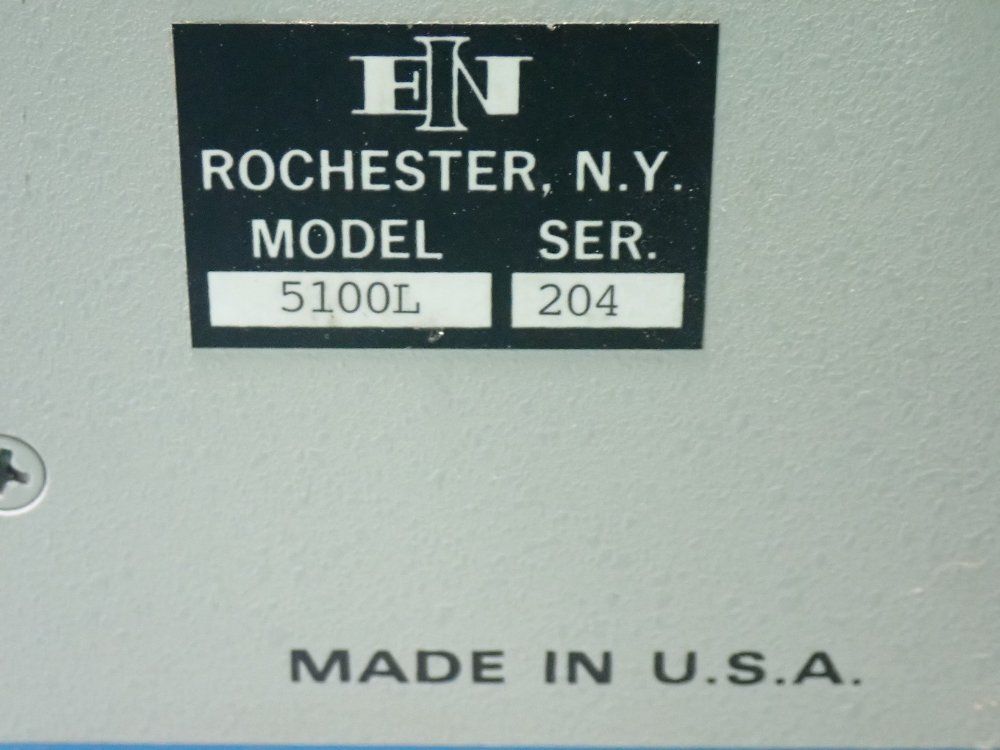 ENI
ROCHESTER, N.Y.
MODEL SER.
5100L 204
MADE IN U.S.A.